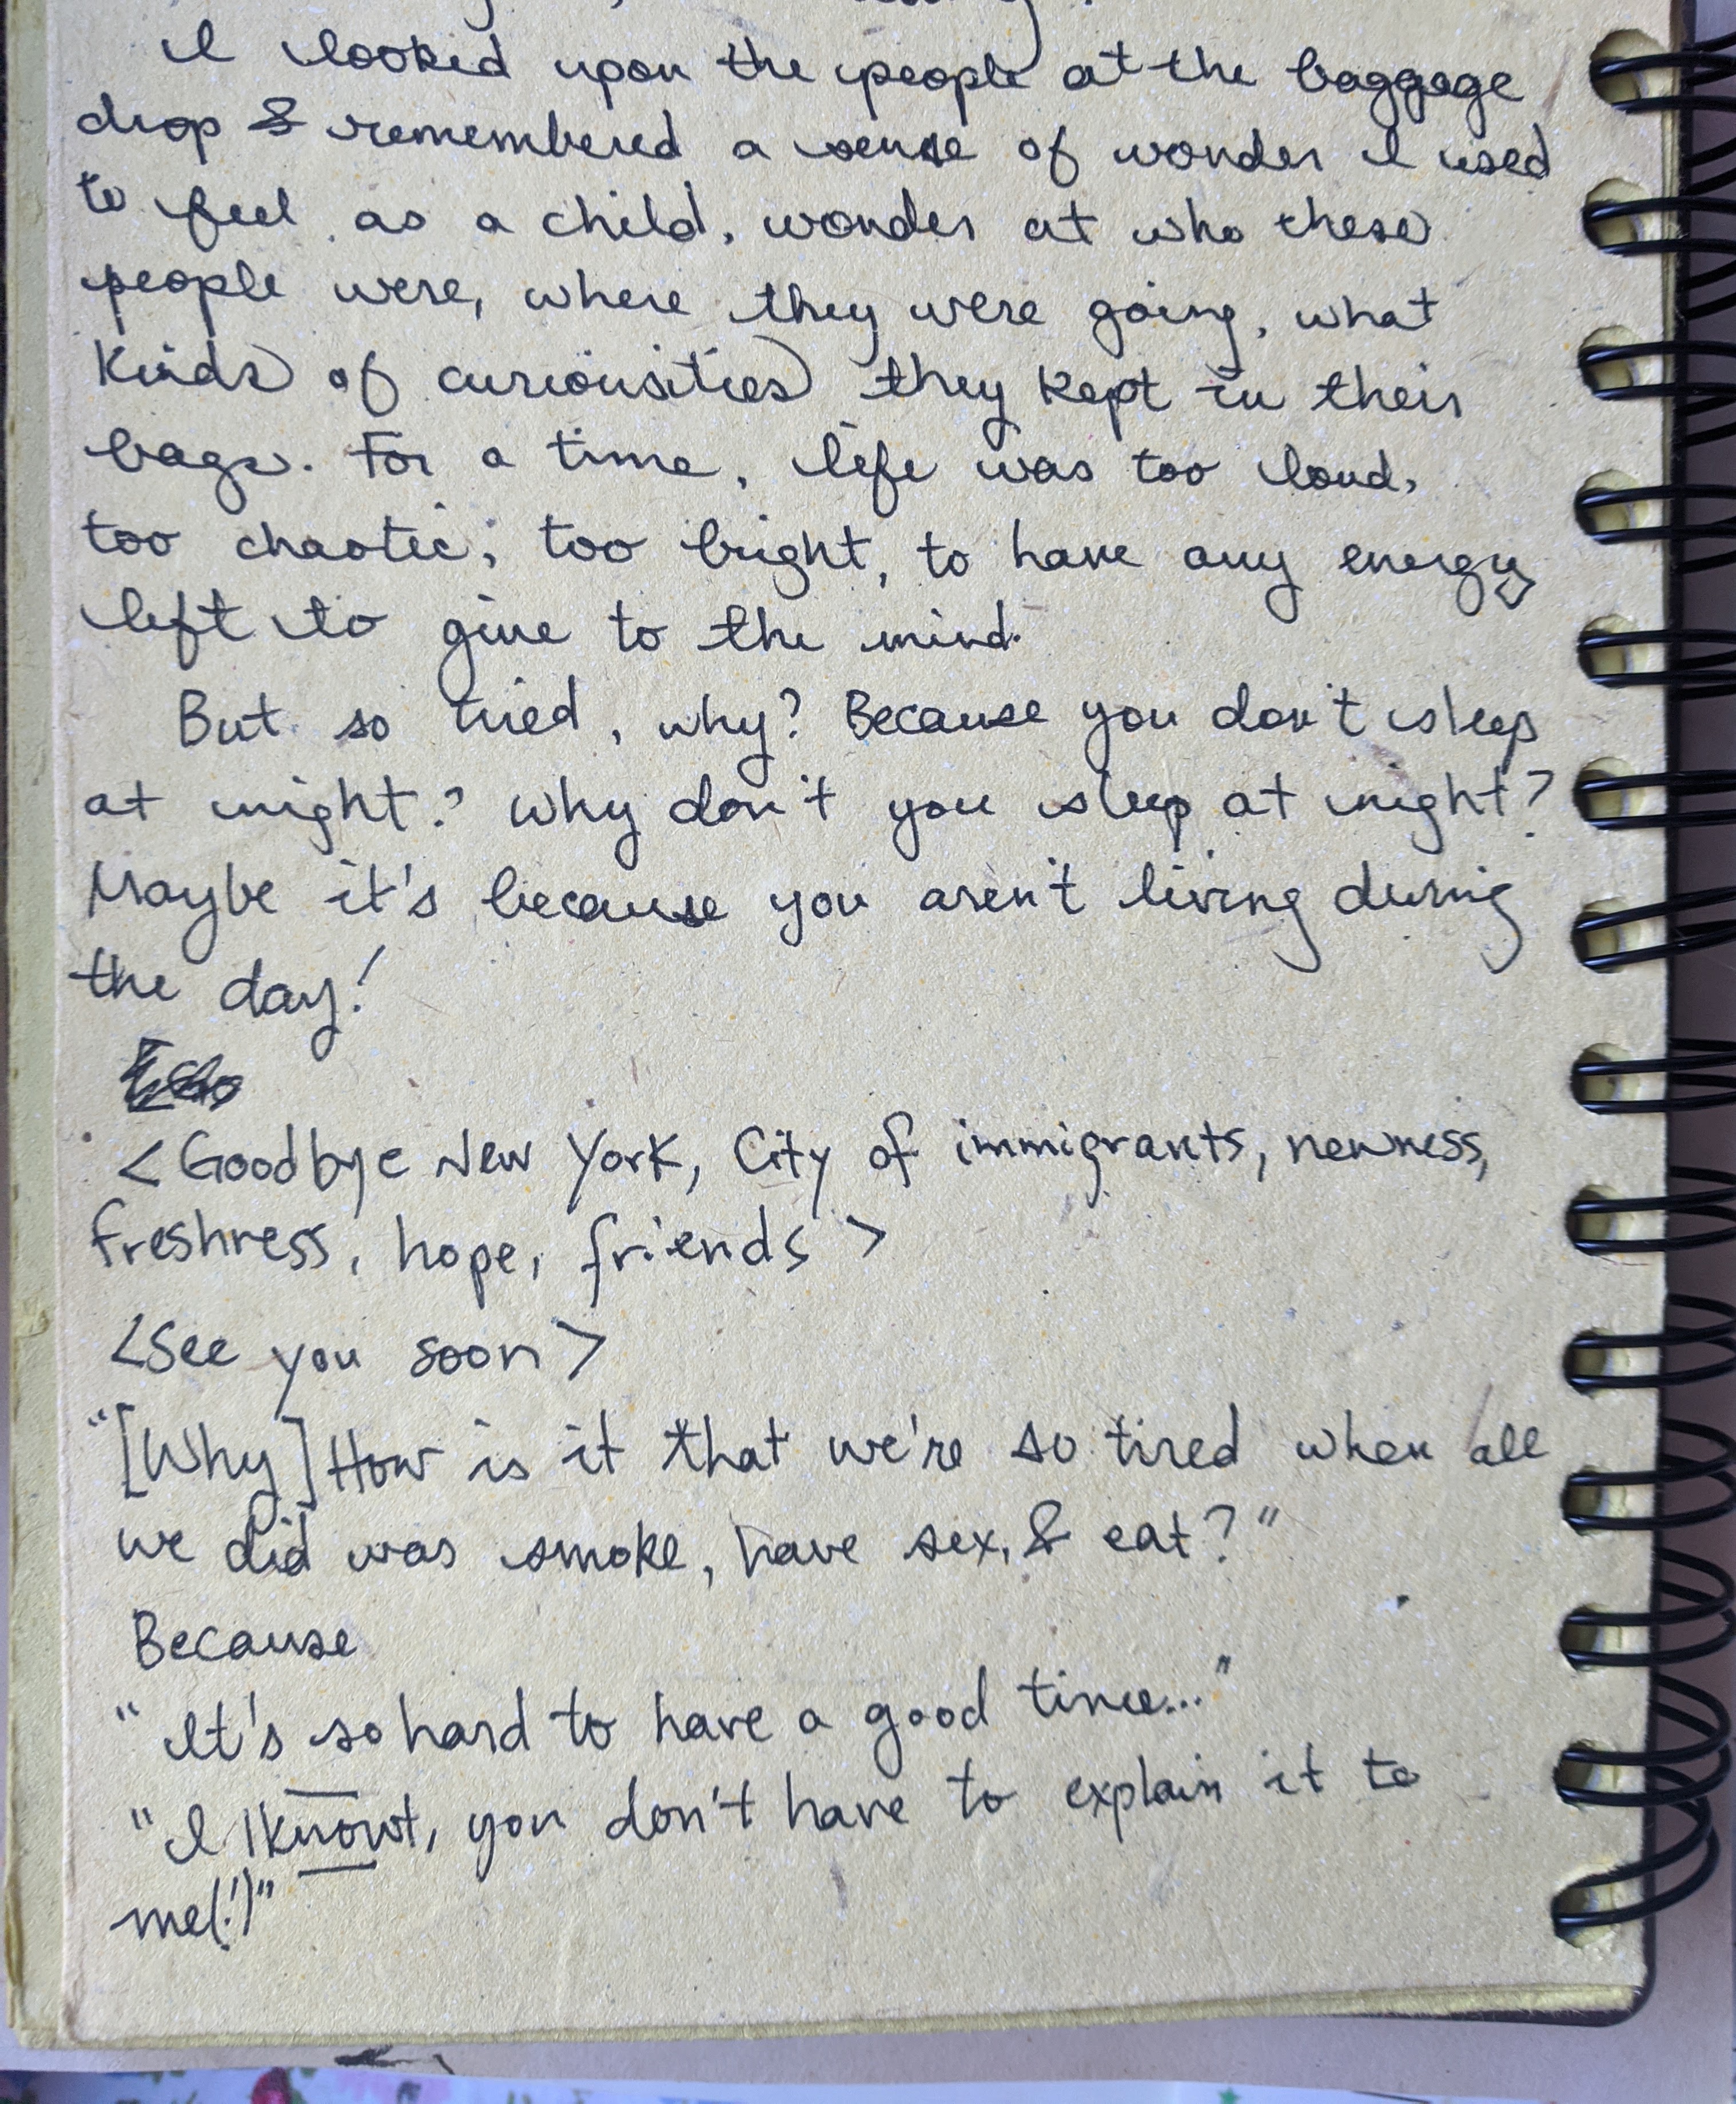 I looked upon the people at the baggage
drop & remembered a sense of wonder I used
to feel, as a child, wonder at who these
people were, where they were going, what
kinds of curiousities they kept in their
bags. For a time, life was too loud,
too chaotic, too bright, to have any energy
left to give to the mind.
But so tired, why? Because you don't sleep
at night? Why don't you sleep at night?
Maybe it's because you aren't living during
the day!
<Goodbye New York, City of immigrants, newness,
freshness, hope, friends>
<See you soon>
"[Why] How is it that we're so tired when all
we did was smoke, have sex, & eat?"
Because
"It's so hard to have a good time..."
"I know, you don't have to explain it to
me(!)"